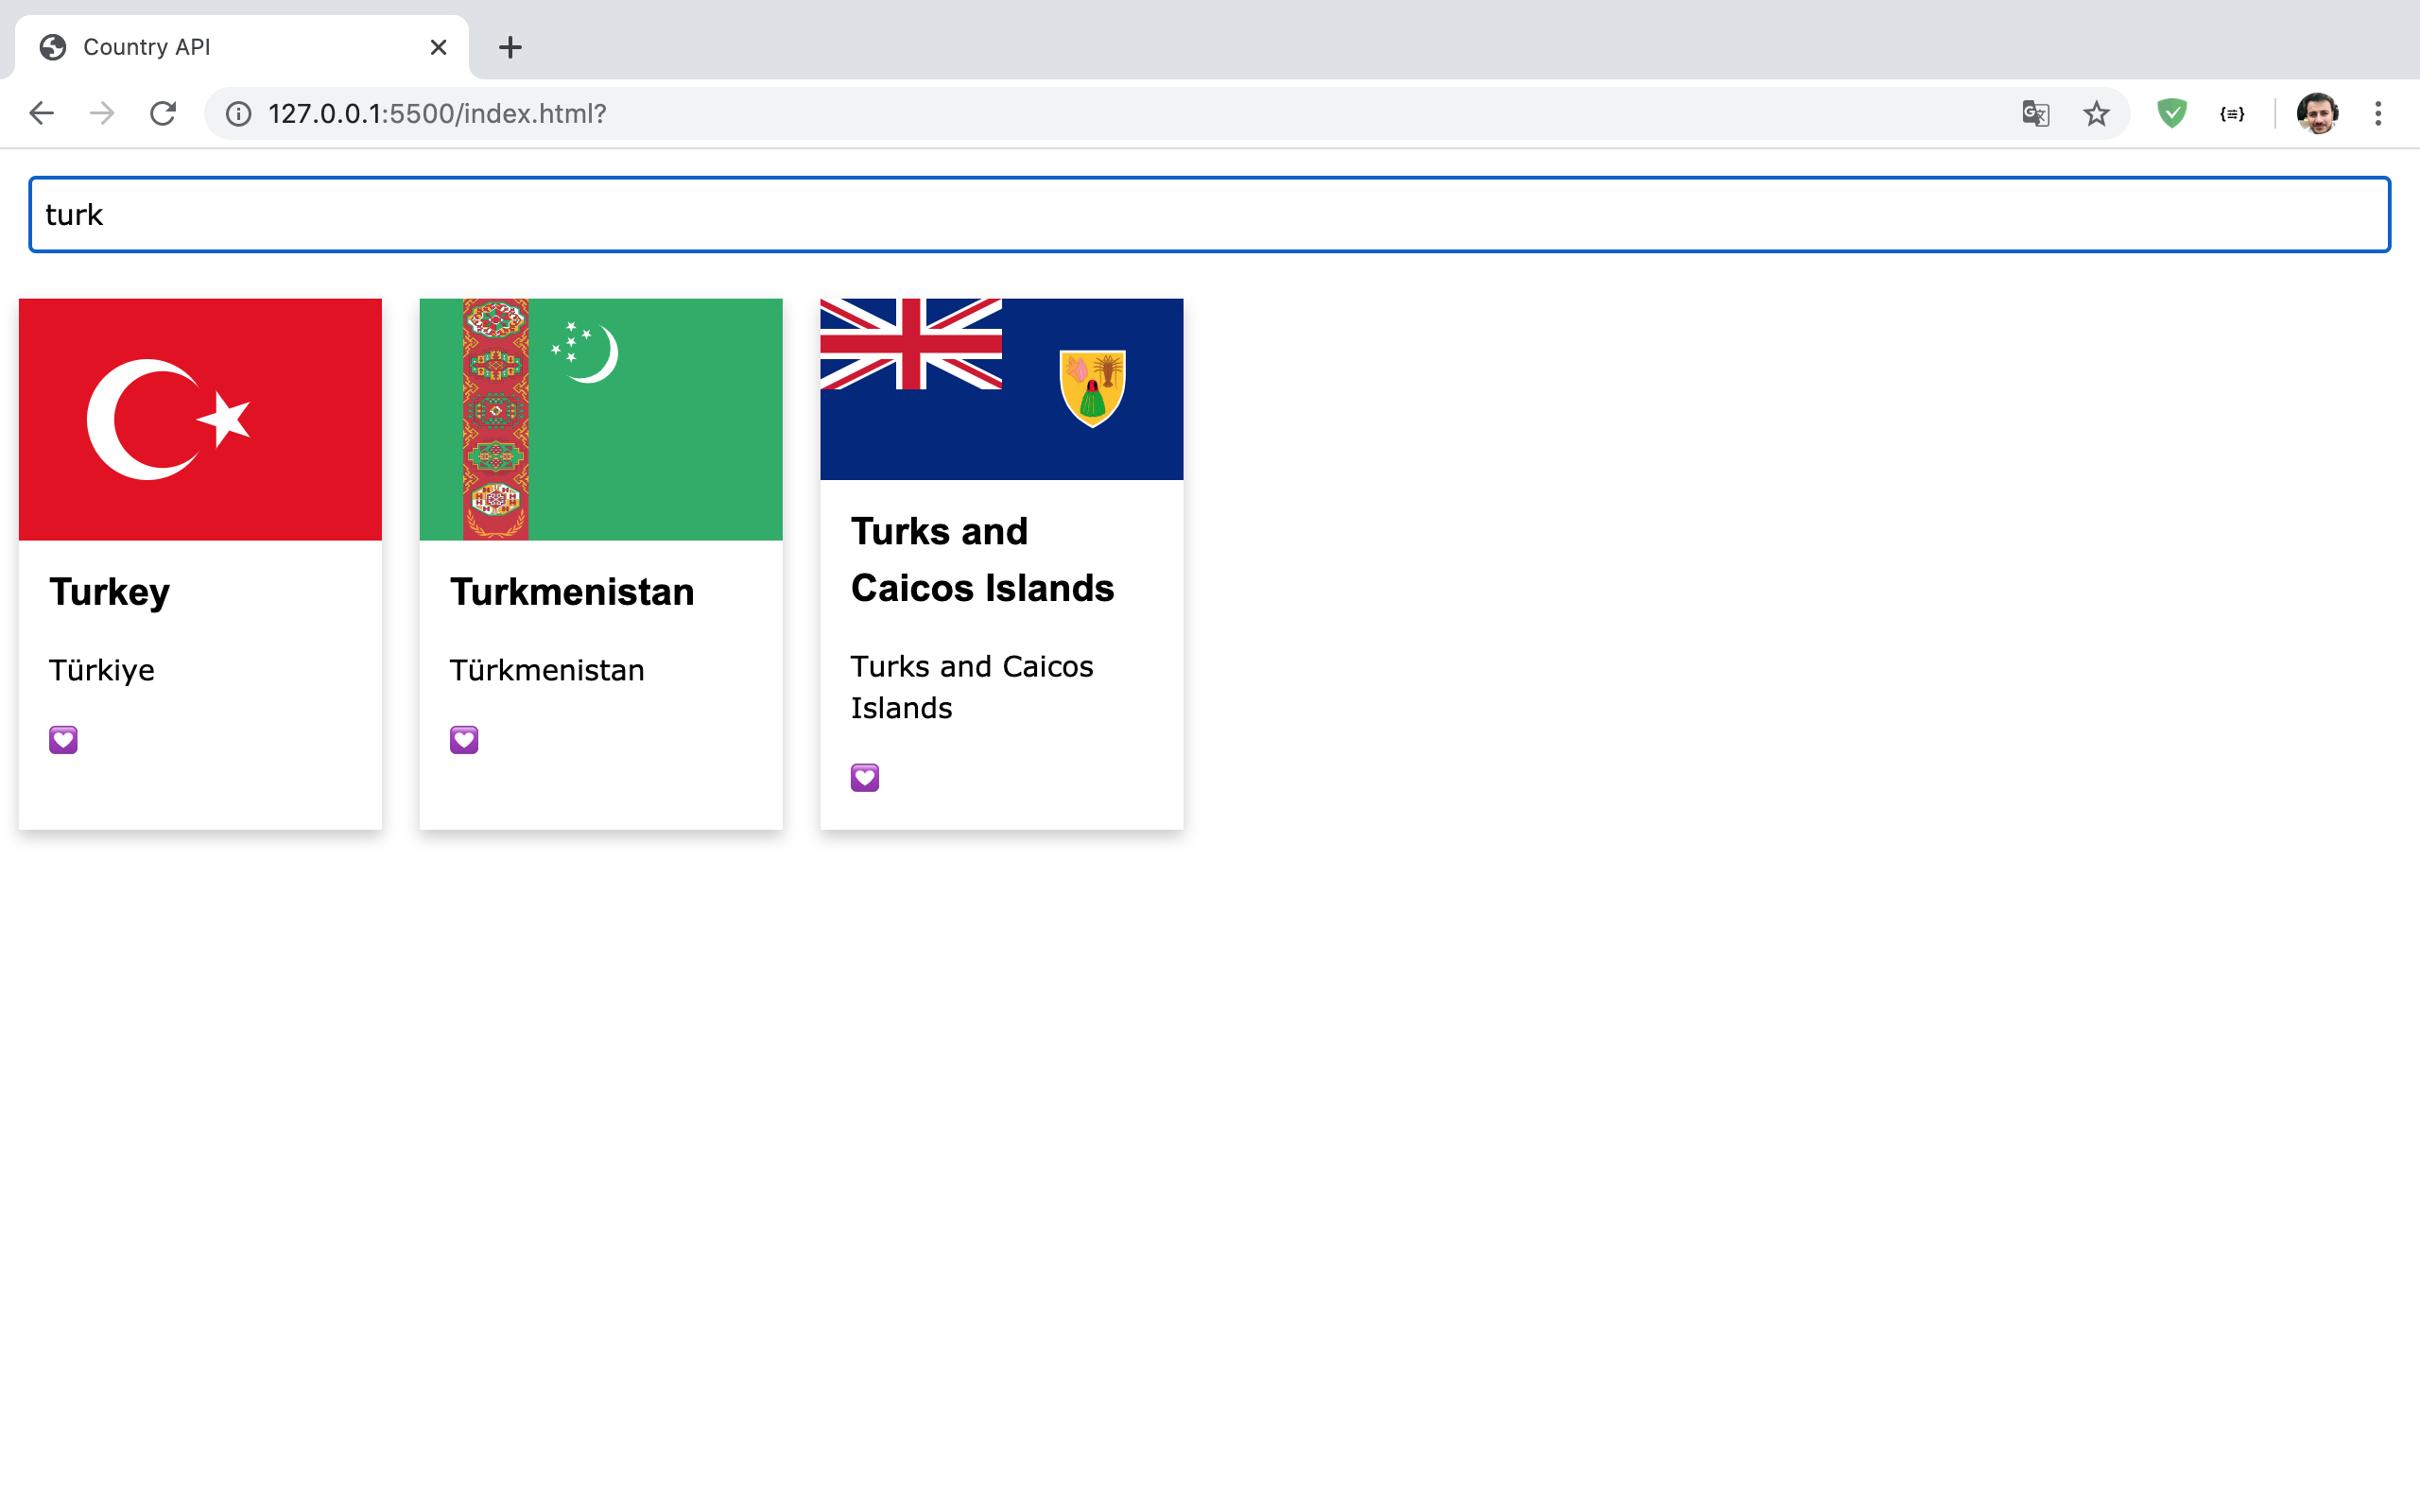 Country API
127.0.0.1:5500/index.html?
turk
Turkey
Türkiye
Turkmenistan
Türkmenistan
Turks and
Caicos Islands
Turks and Caicos
Islands